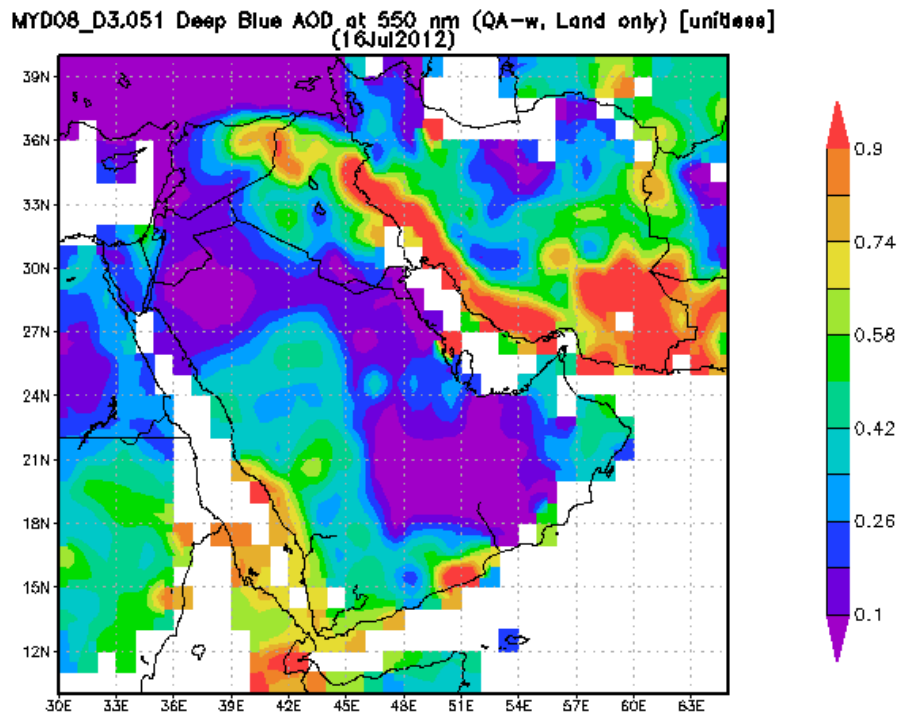 MYD08_D3.051 Deep Blue AOD at 550 nm (QA-w, Land only) [unitless]
(16Jul2012)
39N
36N
33N
30N
27N
24N
21N
18N
15N
12N
30E 33E 36E 39E 42E 45E 48E 51E 54E 57E 60E 63E
0.9
0.74
0.58
0.42
0.26
0.1